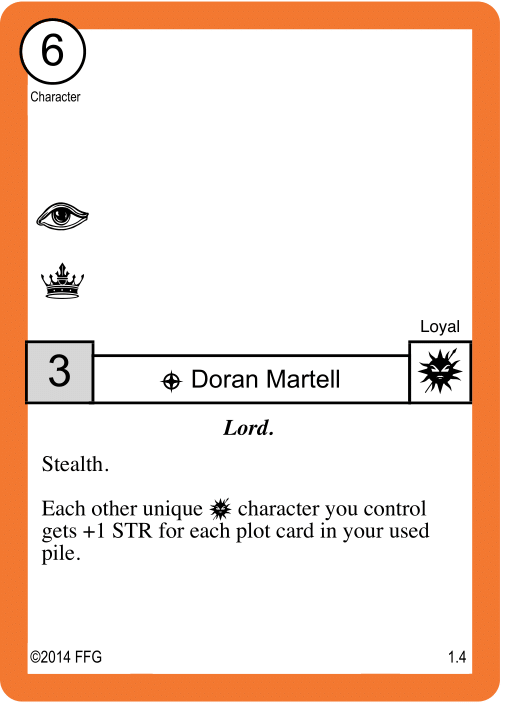 6
Character
Loyal
3
Doran Martell
Lord.
Stealth.
Each other unique character you control
gets +1 STR for each plot card in your used
pile.
©2014 FFG
1.4